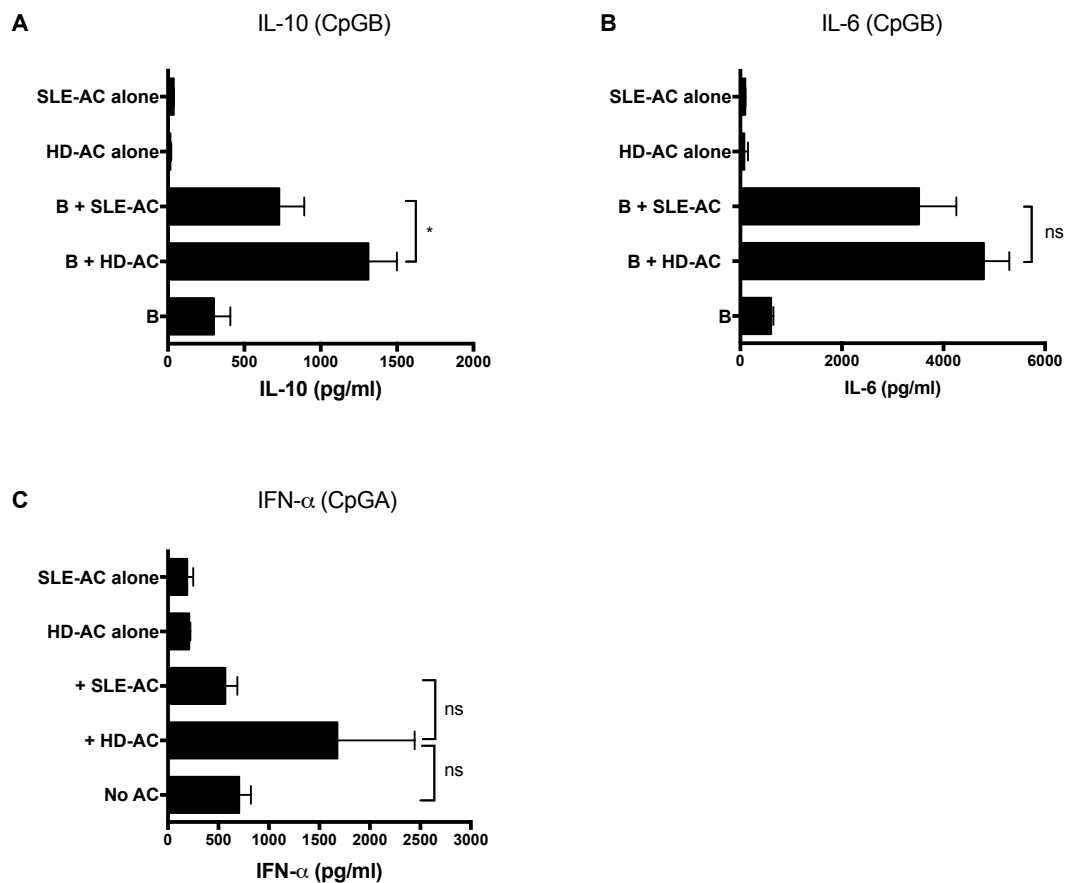 A
IL-10 (CpGB)
SLE-AC alone
HD-AC alone
B + SLE-AC
B + HD-AC
B
*
0 500 1000 1500 2000
IL-10 (pg/ml)
B
IL-6 (CpGB)
SLE-AC alone
HD-AC alone
B + SLE-AC
B + HD-AC
B
ns
0 2000 4000 6000
IL-6 (pg/ml)
C
IFN-α (CpGA)
SLE-AC alone
HD-AC alone
+ SLE-AC
+ HD-AC
No AC
ns
ns
0 500 1000 1500 2000 2500 3000
IFN-α (pg/ml)